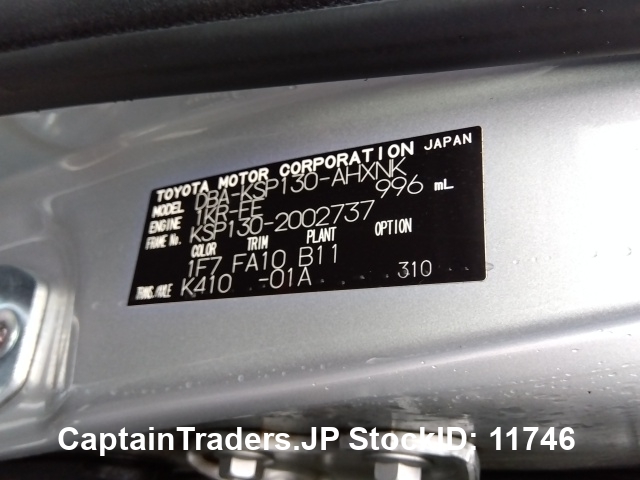 TOYOTA MOTOR CORPORATION JAPAN
MODEL DBA-KSP130-AHXNK
ENGINE 1KR-FE 996 mL
FRAME No. KSP130-2002737
COLOR TRIM PLANT OPTION
1F7 FA10 B11
TRANS./AXLE K410 -01A 310
CaptainTraders.JP StockID: 11746